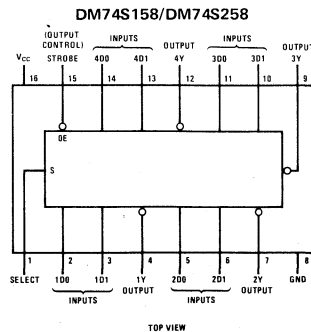 DM74S158/DM74S258
(OUTPUT
CONTROL) INPUTS OUTPUT INPUTS OUTPUT
VCC STROBE 4D0 4D1 4Y 3D0 3D1 3Y
16 15 14 13 12 11 10 9
OE
S
1 2 3 4 5 6 7 8
SELECT 1D0 1D1 1Y 2D0 2D1 2Y GND
INPUTS OUTPUT INPUTS OUTPUT
TOP VIEW